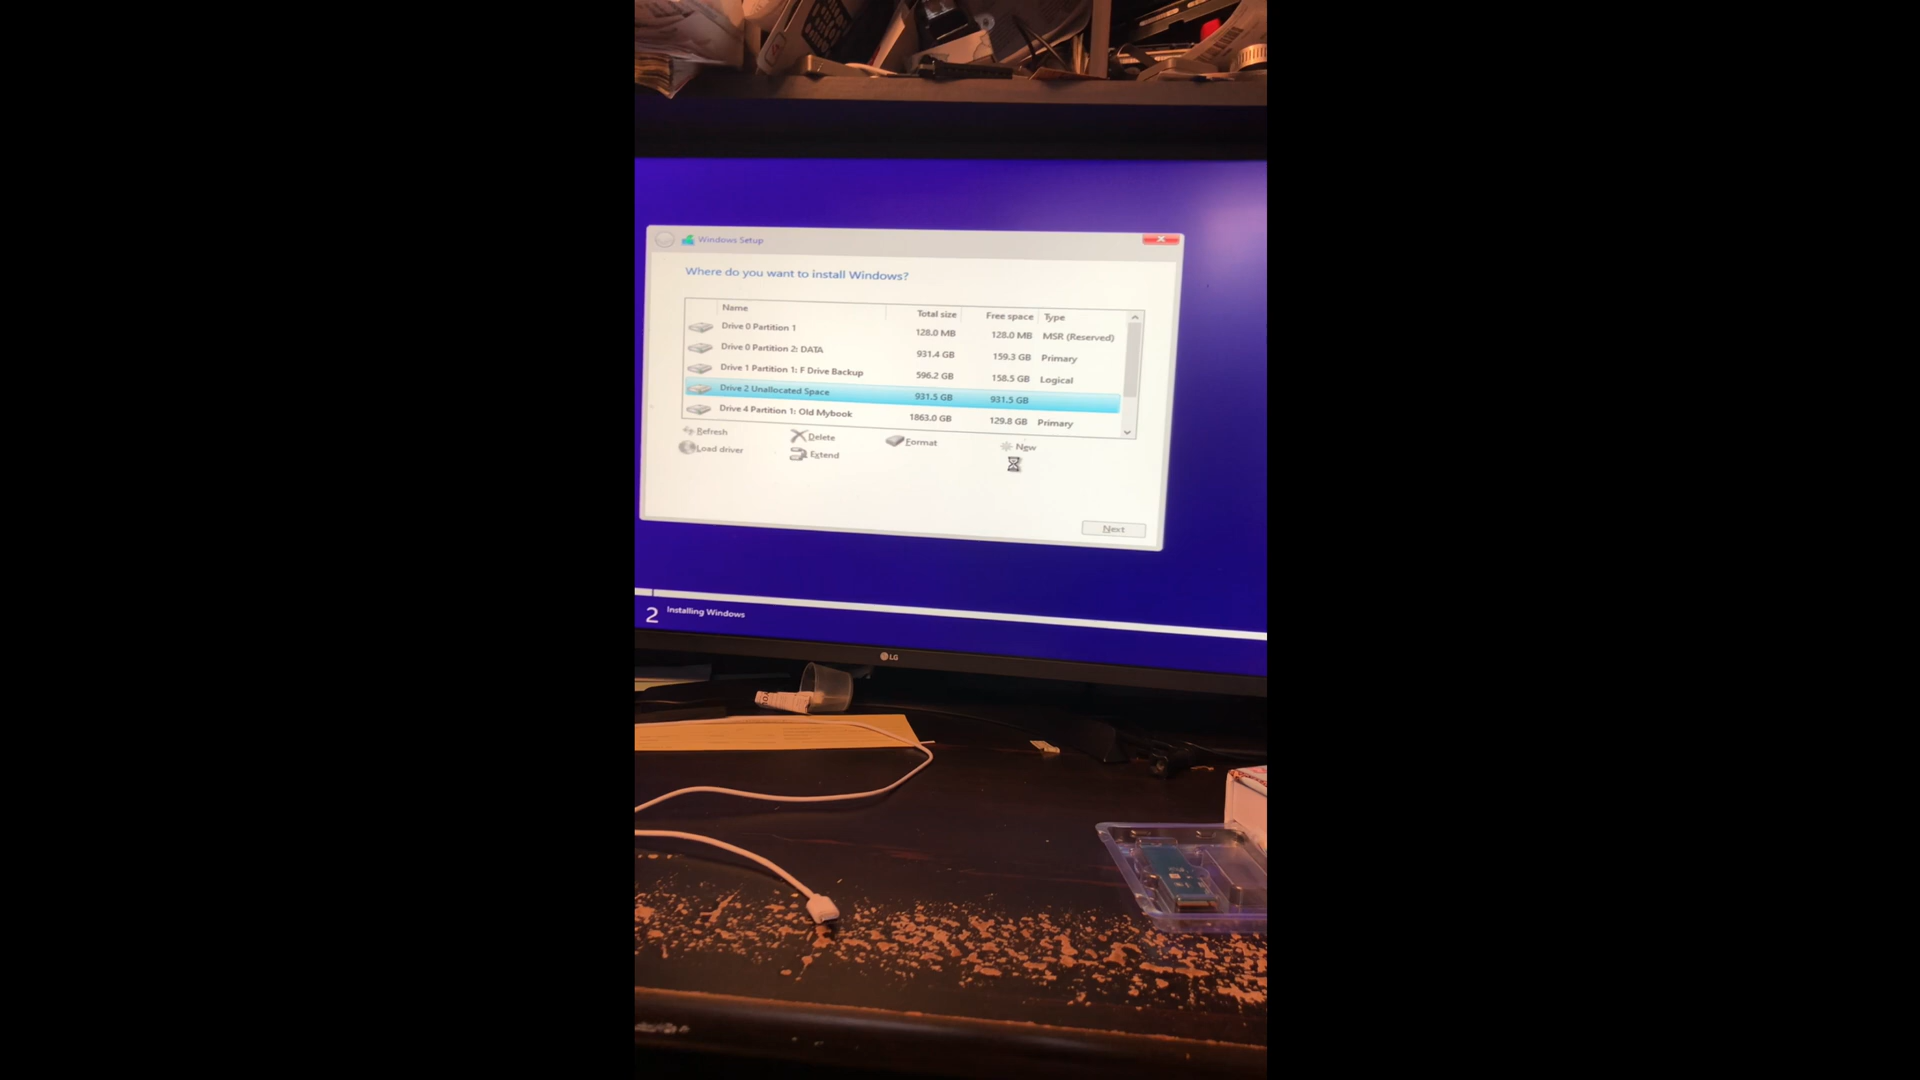 Windows Setup
Where do you want to install Windows?
Name Total size Free space Type
Drive 0 Partition 1 128.0 MB 128.0 MB MSR (Reserved)
Drive 0 Partition 2: DATA 931.4 GB 159.3 GB Primary
Drive 1 Partition 1: F Drive Backup 596.2 GB 158.5 GB Logical
Drive 2 Unallocated Space 931.5 GB 931.5 GB
Drive 4 Partition 1: Old Mybook 1863.0 GB 129.8 GB Primary
Refresh Delete Format New
Load driver Extend
Next
2 Installing Windows
LG